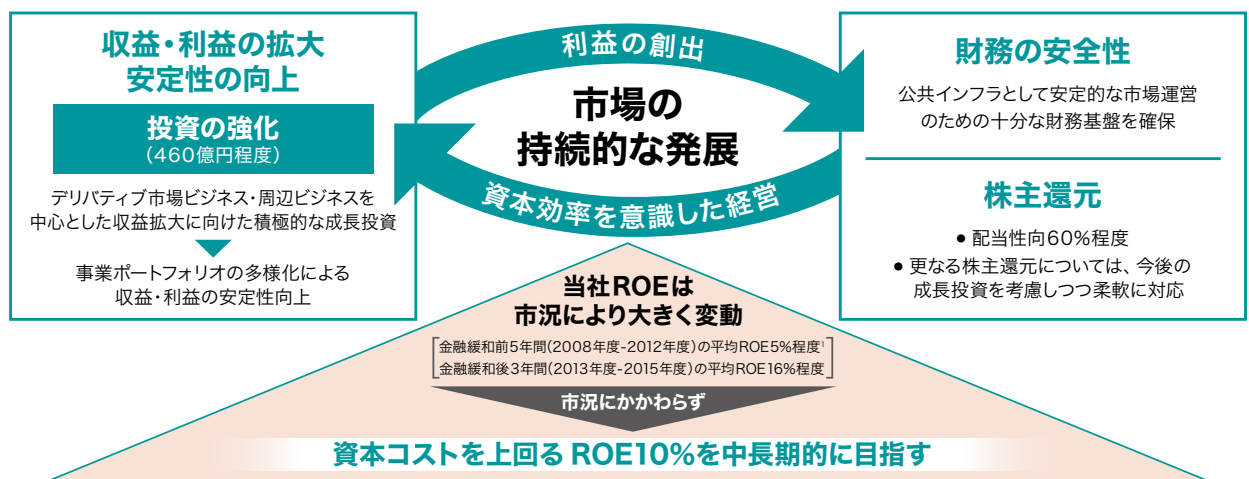 収益・利益の拡大
安定性の向上
投資の強化
（460億円程度）
デリバティブ市場ビジネス・周辺ビジネスを
中心とした収益拡大に向けた積極的な成長投資
事業ポートフォリオの多様化による
収益・利益の安定性向上
利益の創出
市場の
持続的な発展
資本効率を意識した経営
財務の安全性
公共インフラとして安定的な市場運営
のための十分な財務基盤を確保
株主還元
● 配当性向60%程度
● 更なる株主還元については、今後の
成長投資を考慮しつつ柔軟に対応
当社ROEは
市況により大きく変動
金融緩和前5年間(2008年度-2012年度)の平均ROE5%程度¹
金融緩和後3年間(2013年度-2015年度)の平均ROE16%程度
市況にかかわらず
資本コストを上回る ROE10%を中長期的に目指す